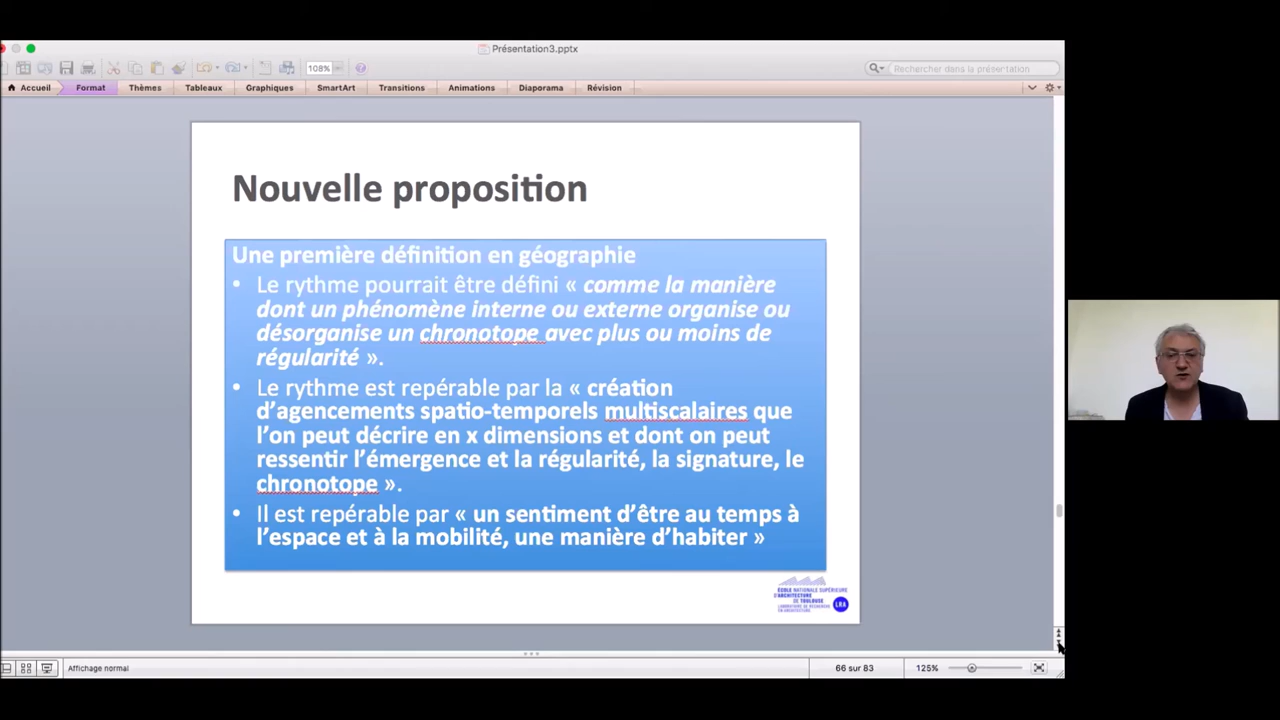 Présentation3.pptx
108%
Rechercher dans la présentation
Accueil
Format
Thèmes
Tableaux
Graphiques
SmartArt
Transitions
Animations
Diaporama
Révision
Nouvelle proposition
Une première définition en géographie
• Le rythme pourrait être défini « comme la manière
dont un phénomène interne ou externe organise ou
désorganise un chronotope avec plus ou moins de
régularité ».
• Le rythme est repérable par la « création
d’agencements spatio-temporels multiscalaires que
l’on peut décrire en x dimensions et dont on peut
ressentir l’émergence et la régularité, la signature, le
chronotope ».
• Il est repérable par « un sentiment d’être au temps à
l’espace et à la mobilité, une manière d’habiter »
ÉCOLE NATIONALE SUPÉRIEURE
D'ARCHITECTURE
DE TOULOUSE
LABORATOIRE DE RECHERCHE
EN ARCHITECTURE
LRA
Affichage normal
66 sur 83
125%